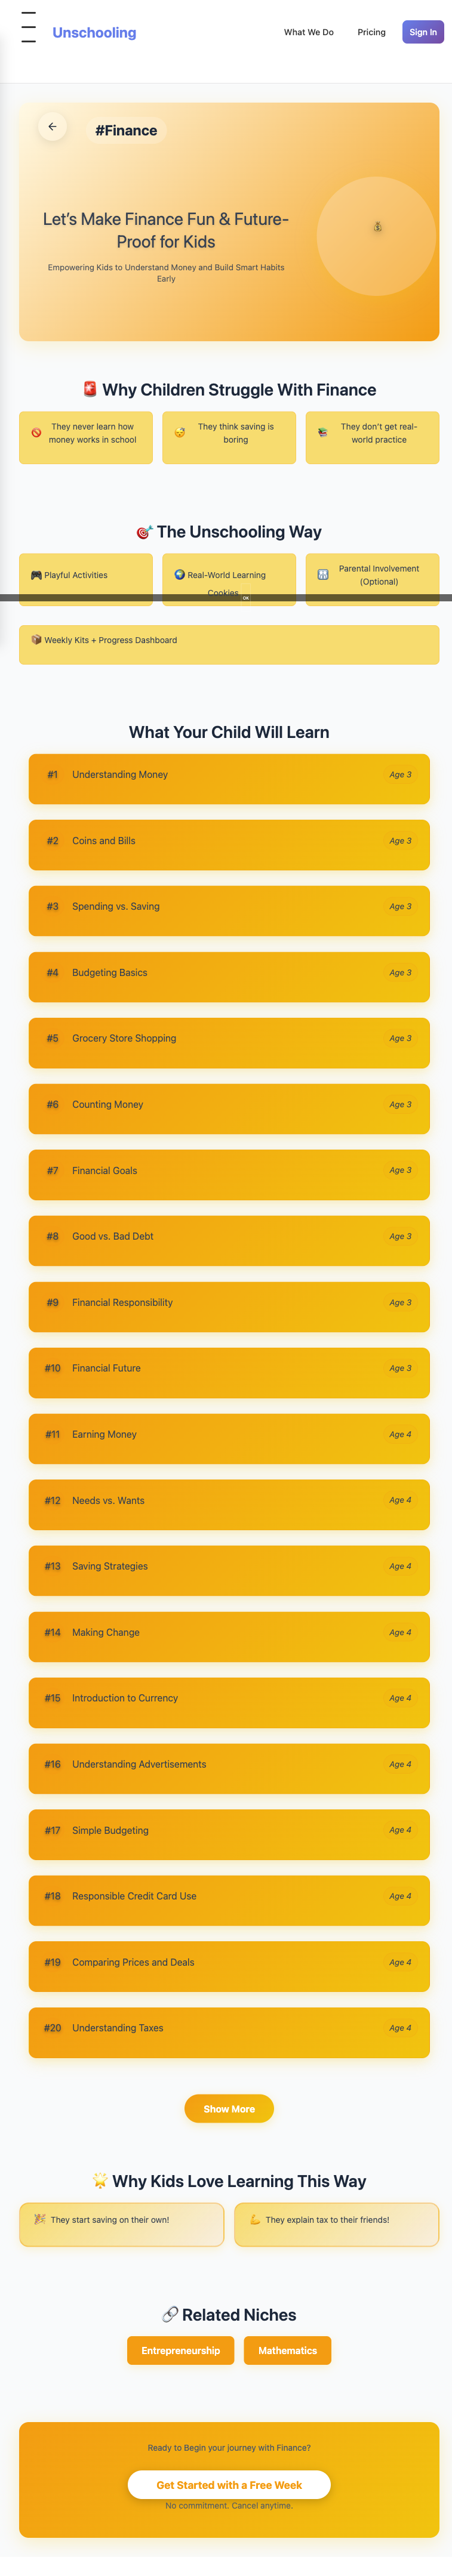 Unschooling
What We Do
Pricing
Sign In
#Finance
Let's Make Finance Fun & Future-
Proof for Kids
Empowering Kids to Understand Money and Build Smart Habits
Early
Why Children Struggle With Finance
They never learn how
money works in school
They think saving is
boring
They don't get real-
world practice
The Unschooling Way
Playful Activities
Real-World Learning
Parental Involvement
(Optional)
Cookies
OK
Weekly Kits + Progress Dashboard
What Your Child Will Learn
#1 Understanding Money Age 3
#2 Coins and Bills Age 3
#3 Spending vs. Saving Age 3
#4 Budgeting Basics Age 3
#5 Grocery Store Shopping Age 3
#6 Counting Money Age 3
#7 Financial Goals Age 3
#8 Good vs. Bad Debt Age 3
#9 Financial Responsibility Age 3
#10 Financial Future Age 3
#11 Earning Money Age 4
#12 Needs vs. Wants Age 4
#13 Saving Strategies Age 4
#14 Making Change Age 4
#15 Introduction to Currency Age 4
#16 Understanding Advertisements Age 4
#17 Simple Budgeting Age 4
#18 Responsible Credit Card Use Age 4
#19 Comparing Prices and Deals Age 4
#20 Understanding Taxes Age 4
Show More
Why Kids Love Learning This Way
They start saving on their own!
They explain tax to their friends!
Related Niches
Entrepreneurship
Mathematics
Ready to Begin your journey with Finance?
Get Started with a Free Week
No commitment. Cancel anytime.